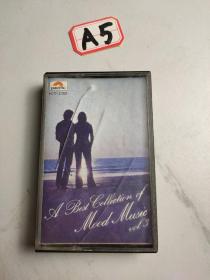 A5
A Best Collection of
Mood Music
vol 3